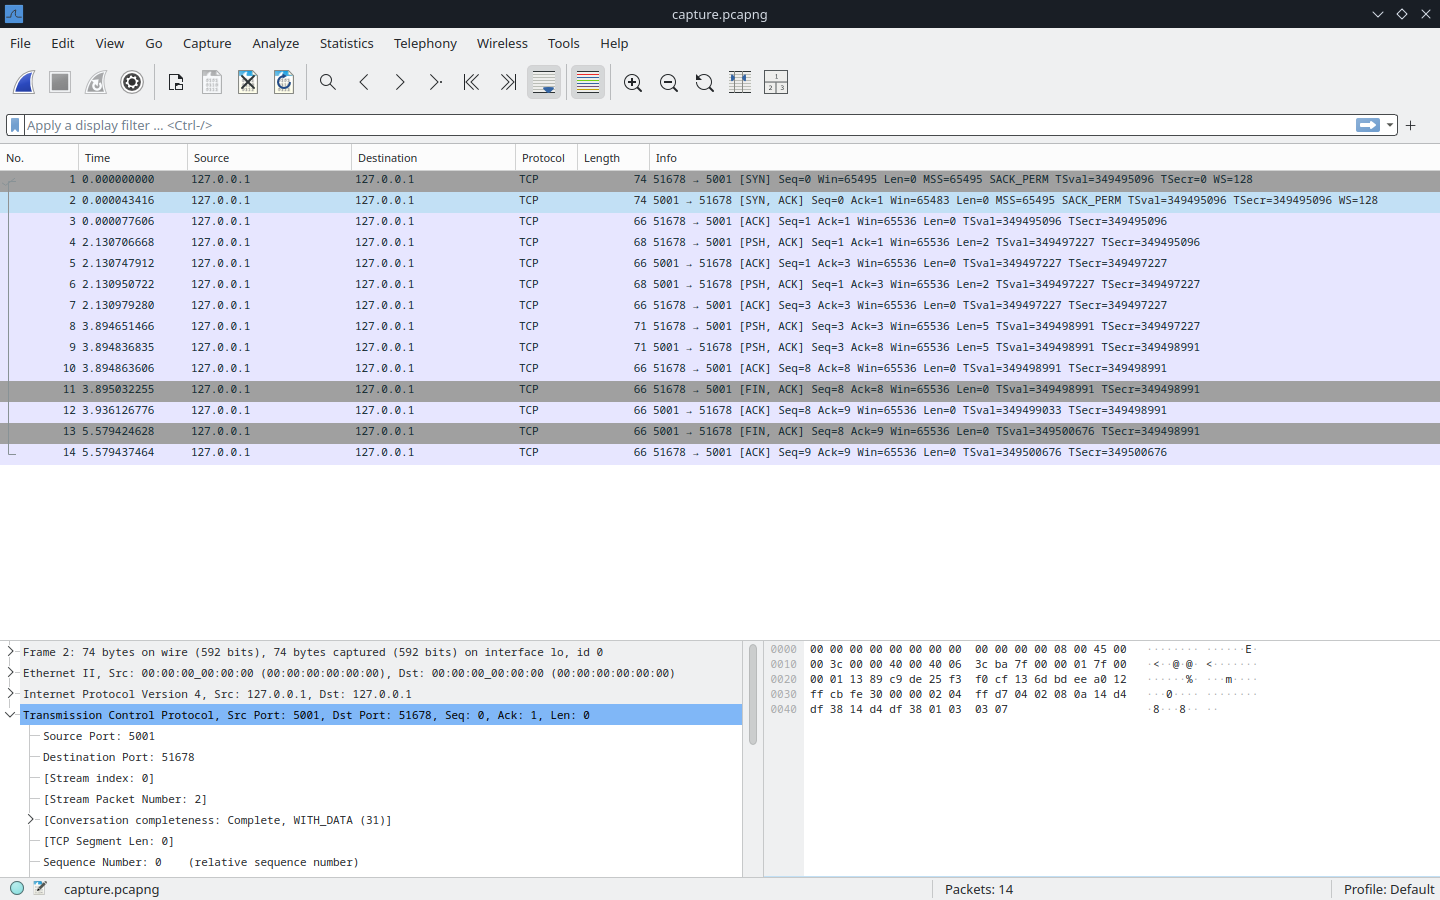 capture.pcapng
File Edit View Go Capture Analyze Statistics Telephony Wireless Tools Help
Apply a display filter ... <Ctrl-/>
No. Time Source Destination Protocol Length Info
1 0.000000000 127.0.0.1 127.0.0.1 TCP 74 51678 → 5001 [SYN] Seq=0 Win=65495 Len=0 MSS=65495 SACK_PERM TSval=349495096 TSecr=0 WS=128
2 0.000043416 127.0.0.1 127.0.0.1 TCP 74 5001 → 51678 [SYN, ACK] Seq=0 Ack=1 Win=65483 Len=0 MSS=65495 SACK_PERM TSval=349495096 TSecr=349495096 WS=128
3 0.000077606 127.0.0.1 127.0.0.1 TCP 66 51678 → 5001 [ACK] Seq=1 Ack=1 Win=65536 Len=0 TSval=349495096 TSecr=349495096
4 2.130706668 127.0.0.1 127.0.0.1 TCP 68 51678 → 5001 [PSH, ACK] Seq=1 Ack=1 Win=65536 Len=2 TSval=349497227 TSecr=349495096
5 2.130747912 127.0.0.1 127.0.0.1 TCP 66 5001 → 51678 [ACK] Seq=1 Ack=3 Win=65536 Len=0 TSval=349497227 TSecr=349497227
6 2.130950722 127.0.0.1 127.0.0.1 TCP 68 5001 → 51678 [PSH, ACK] Seq=1 Ack=3 Win=65536 Len=2 TSval=349497227 TSecr=349497227
7 2.130979280 127.0.0.1 127.0.0.1 TCP 66 51678 → 5001 [ACK] Seq=3 Ack=3 Win=65536 Len=0 TSval=349497227 TSecr=349497227
8 3.894651466 127.0.0.1 127.0.0.1 TCP 71 51678 → 5001 [PSH, ACK] Seq=3 Ack=3 Win=65536 Len=5 TSval=349498991 TSecr=349497227
9 3.894836835 127.0.0.1 127.0.0.1 TCP 71 5001 → 51678 [PSH, ACK] Seq=3 Ack=8 Win=65536 Len=5 TSval=349498991 TSecr=349498991
10 3.894863606 127.0.0.1 127.0.0.1 TCP 66 51678 → 5001 [ACK] Seq=8 Ack=8 Win=65536 Len=0 TSval=349498991 TSecr=349498991
11 3.895032255 127.0.0.1 127.0.0.1 TCP 66 51678 → 5001 [FIN, ACK] Seq=8 Ack=8 Win=65536 Len=0 TSval=349498991 TSecr=349498991
12 3.936126776 127.0.0.1 127.0.0.1 TCP 66 5001 → 51678 [ACK] Seq=8 Ack=9 Win=65536 Len=0 TSval=349499033 TSecr=349498991
13 5.579424628 127.0.0.1 127.0.0.1 TCP 66 5001 → 51678 [FIN, ACK] Seq=8 Ack=9 Win=65536 Len=0 TSval=349500676 TSecr=349498991
14 5.579437464 127.0.0.1 127.0.0.1 TCP 66 51678 → 5001 [ACK] Seq=9 Ack=9 Win=65536 Len=0 TSval=349500676 TSecr=349500676
Frame 2: 74 bytes on wire (592 bits), 74 bytes captured (592 bits) on interface lo, id 0
Ethernet II, Src: 00:00:00_00:00:00 (00:00:00:00:00:00), Dst: 00:00:00_00:00:00 (00:00:00:00:00:00)
Internet Protocol Version 4, Src: 127.0.0.1, Dst: 127.0.0.1
Transmission Control Protocol, Src Port: 5001, Dst Port: 51678, Seq: 0, Ack: 1, Len: 0
Source Port: 5001
Destination Port: 51678
[Stream index: 0]
[Stream Packet Number: 2]
[Conversation completeness: Complete, WITH_DATA (31)]
[TCP Segment Len: 0]
Sequence Number: 0 (relative sequence number)
0000 00 00 00 00 00 00 00 00 00 00 00 00 08 00 45 00 ········ ······E·
0010 00 3c 00 00 40 00 40 06 3c ba 7f 00 00 01 7f 00 ·<··@·@· <·······
0020 00 01 13 89 c9 de 25 f3 f0 cf 13 6d bd ee a0 12 ······%· ···m····
0030 ff cb fe 30 00 00 02 04 ff d7 04 02 08 0a 14 d4 ···0···· ········
0040 df 38 14 d4 df 38 01 03 03 07 ·8···8·· ··
capture.pcapng
Packets: 14
Profile: Default